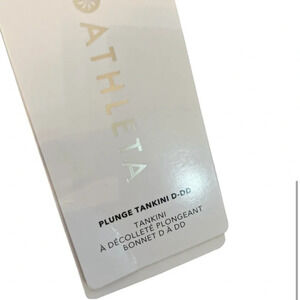 ATHLETA
PLUNGE TANKINI D-DD
TANKINI
À DÉCOLLETÉ PLONGEANT
BONNET D À DD